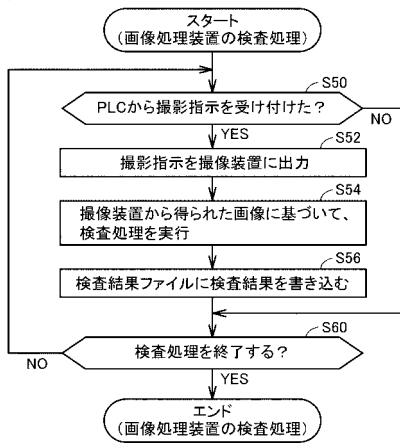 スタート
(画像処理装置の検査処理)
S50
PLCから撮影指示を受け付けた?
NO
YES
S52
撮影指示を撮像装置に出力
S54
撮像装置から得られた画像に基づいて、
検査処理を実行
S56
検査結果ファイルに検査結果を書き込む
S60
検査処理を終了する?
NO
YES
エンド
(画像処理装置の検査処理)